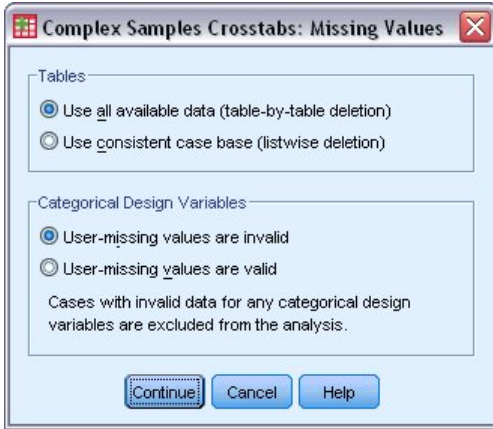 Complex Samples Crosstabs: Missing Values
Tables
Use all available data (table-by-table deletion)
Use consistent case base (listwise deletion)
Categorical Design Variables
User-missing values are invalid
User-missing values are valid
Cases with invalid data for any categorical design
variables are excluded from the analysis.
Continue Cancel Help